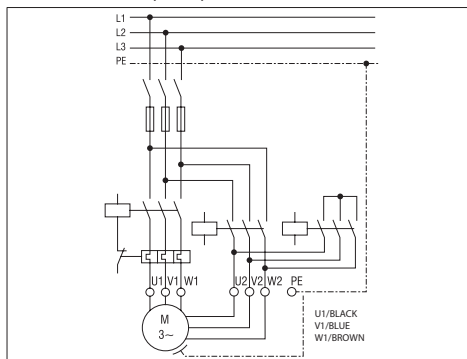 L1
L2
L3
PE
U1 V1 W1
U2 V2 W2 PE
M
3~
U1/BLACK
V1/BLUE
W1/BROWN